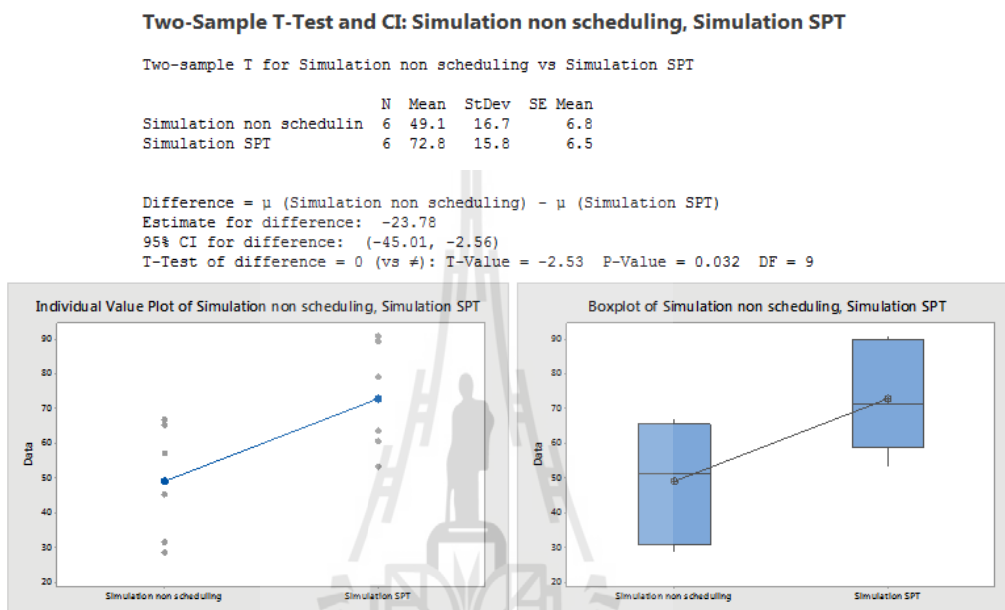 Two-Sample T-Test and CI: Simulation non scheduling, Simulation SPT
Two-sample T for Simulation non scheduling vs Simulation SPT
N Mean StDev SE Mean
Simulation non schedulin 6 49.1 16.7 6.8
Simulation SPT 6 72.8 15.8 6.5
Difference = μ (Simulation non scheduling) - μ (Simulation SPT)
Estimate for difference: -23.78
95% CI for difference: (-45.01, -2.56)
T-Test of difference = 0 (vs ≠): T-Value = -2.53 P-Value = 0.032 DF = 9
Individual Value Plot of Simulation non scheduling, Simulation SPT
90
80
70
60
50
40
30
20
Data
Simulation non scheduling Simulation SPT
Boxplot of Simulation non scheduling, Simulation SPT
90
80
70
60
50
40
30
20
Data
Simulation non scheduling Simulation SPT